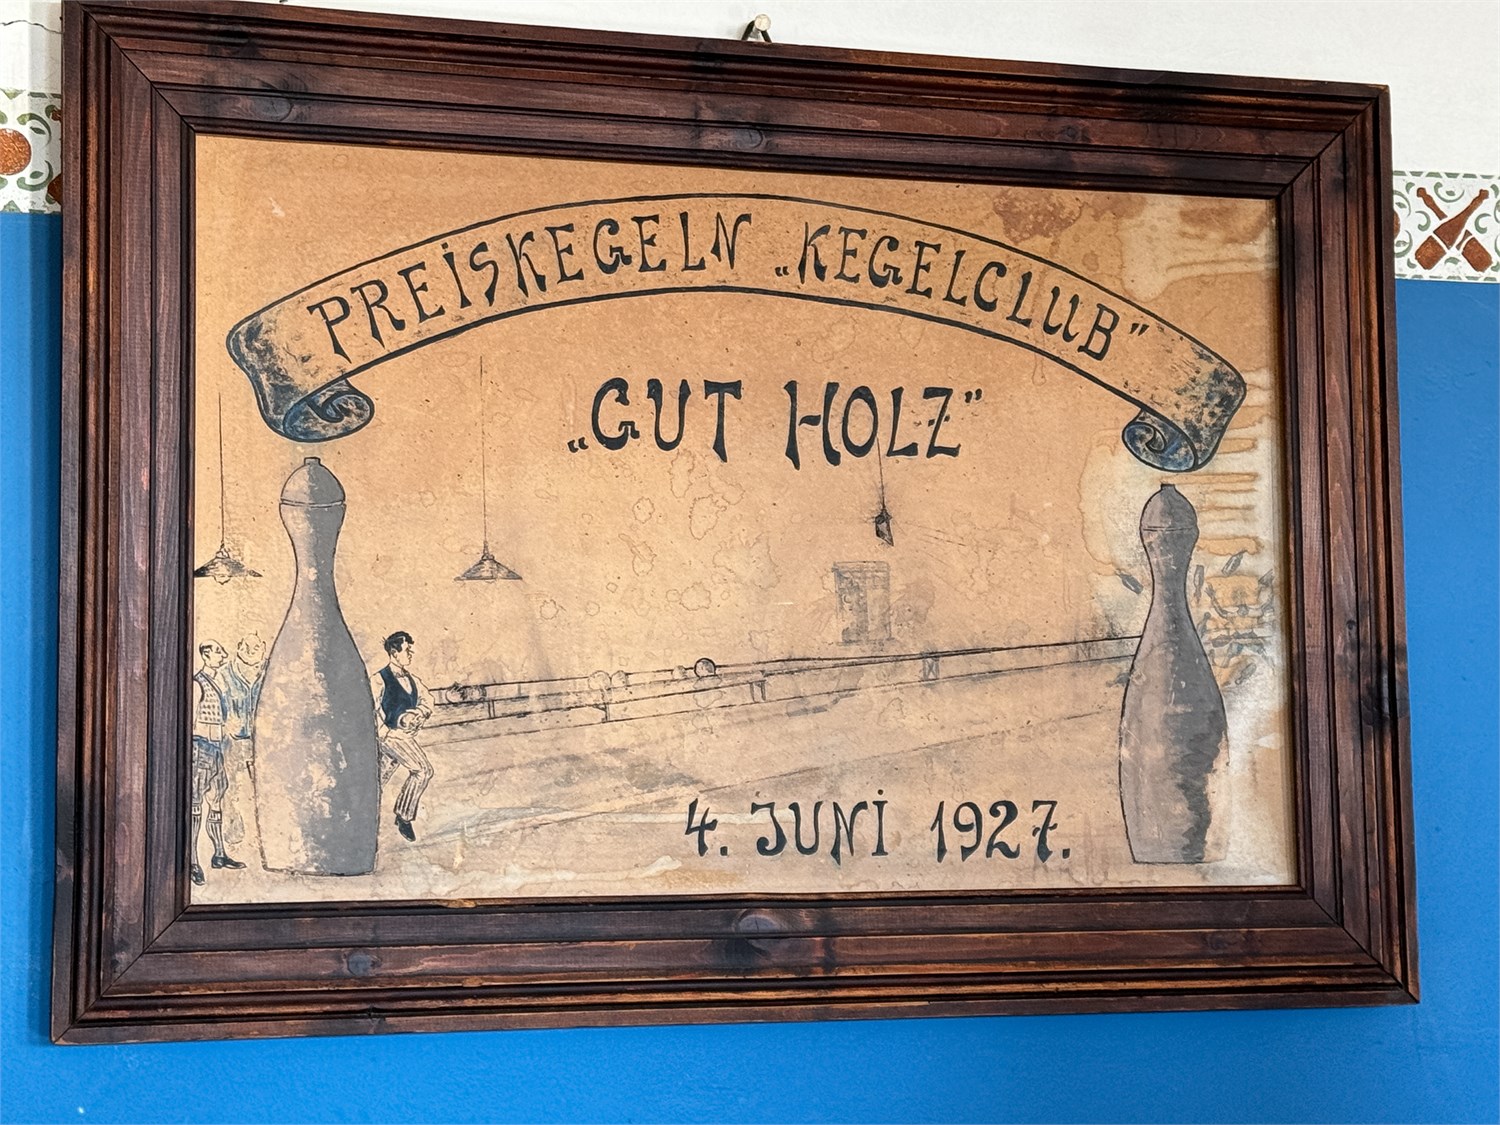 PREISKEGELN „KEGELCLUB"
„GUT HOLZ"
4. JUNI 1927.